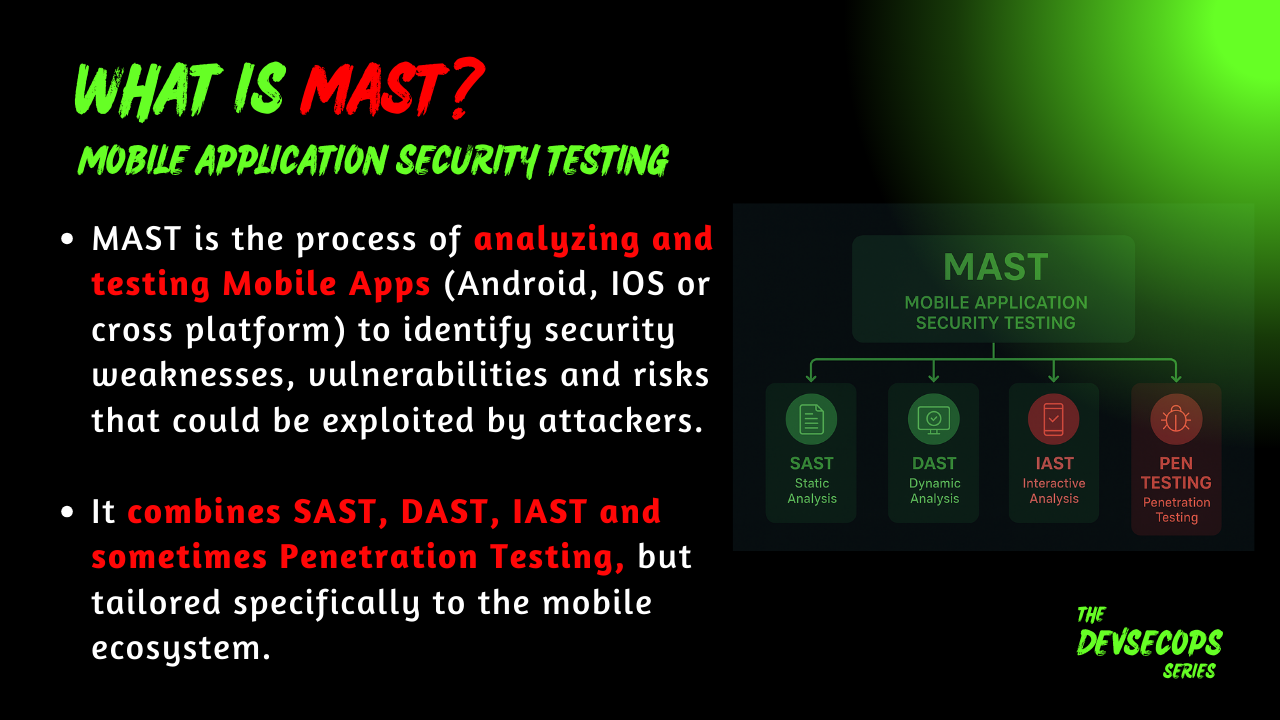 WHAT IS MAST?
MOBILE APPLICATION SECURITY TESTING
• MAST is the process of analyzing and
testing Mobile Apps (Android, IOS or
cross platform) to identify security
weaknesses, vulnerabilities and risks
that could be exploited by attackers.
• It combines SAST, DAST, IAST and
sometimes Penetration Testing, but
tailored specifically to the mobile
ecosystem.
MAST
MOBILE APPLICATION
SECURITY TESTING
SAST
Static
Analysis
DAST
Dynamic
Analysis
IAST
Interactive
Analysis
PEN
TESTING
Penetration
Testing
THE
DEVSECOPS
SERIES